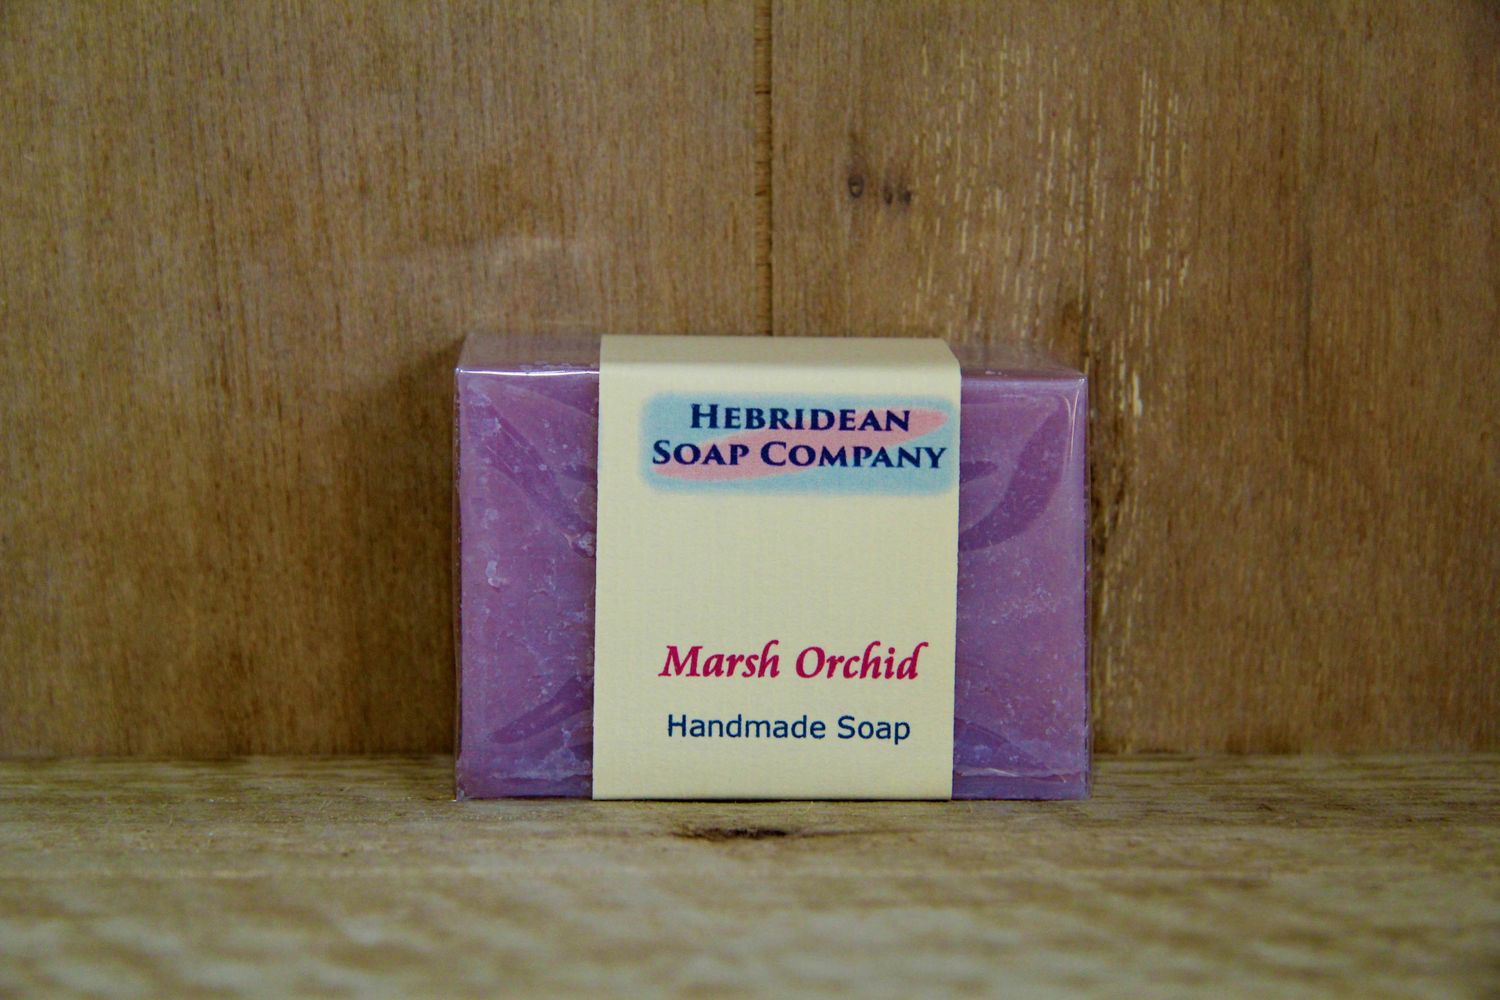 HEBRIDEAN
SOAP COMPANY
Marsh Orchid
Handmade Soap